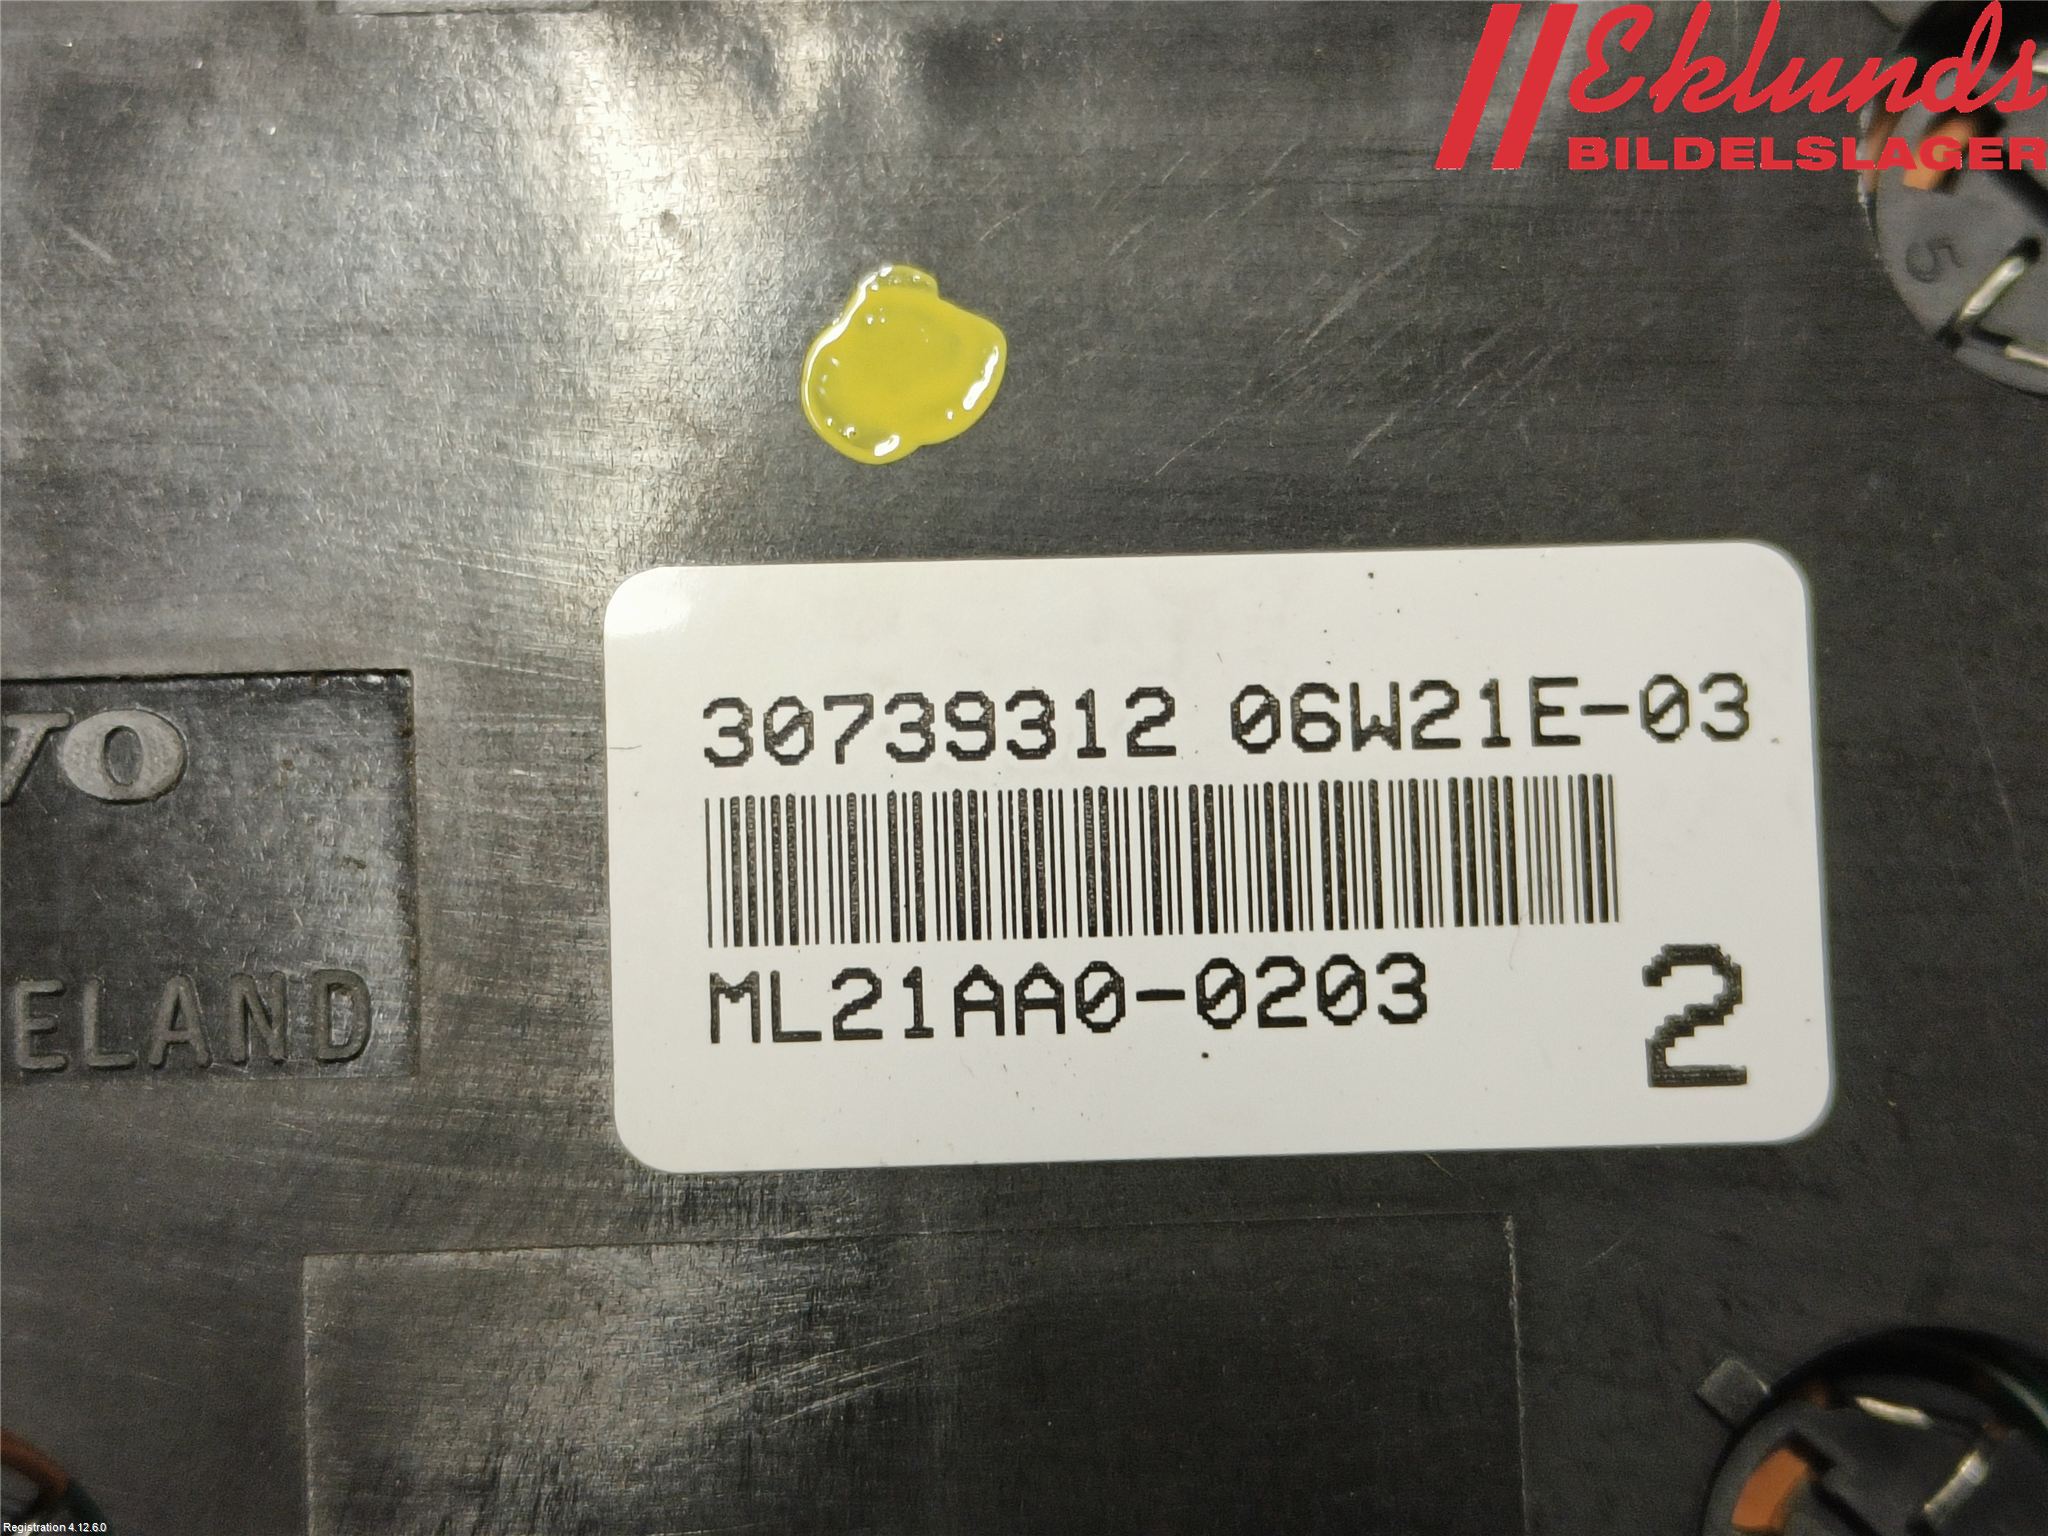 Eklunds
BILDELSLAGER
5
30739312 06W21E-03
VO
ML21AA0-0203
2
ELAND
Registration 4.12.6.0